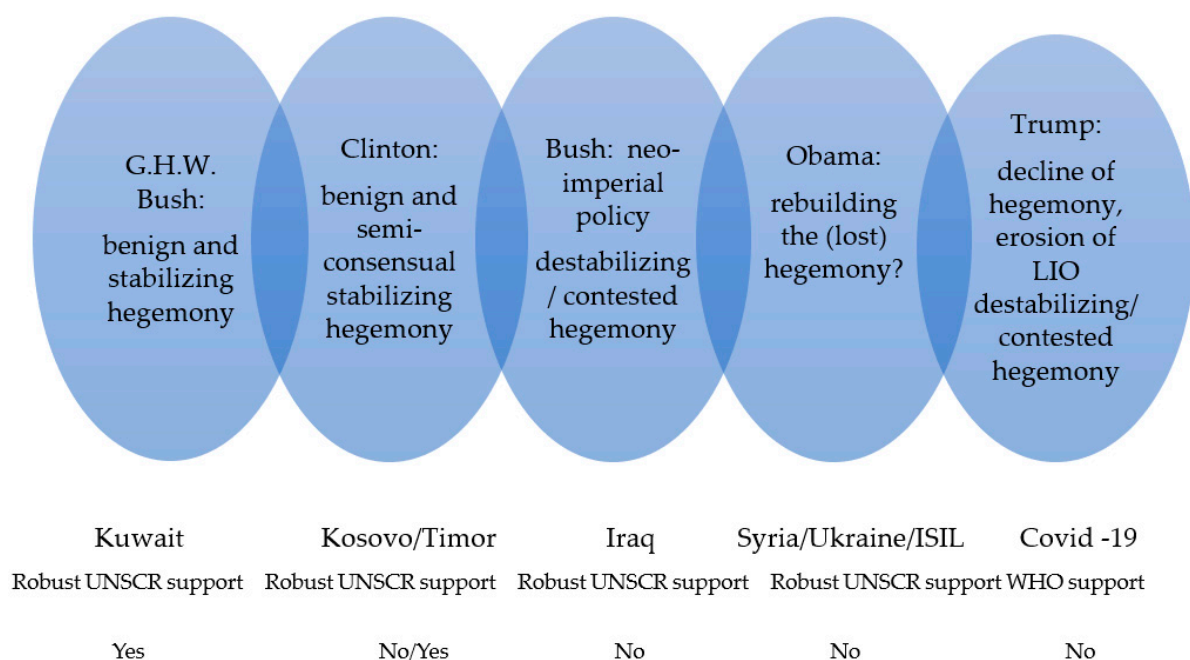 G.H.W.
Bush:
benign and
stabilizing
hegemony
Clinton:
benign and
semi-
consensual
stabilizing
hegemony
Bush: neo-
imperial
policy
destabilizing
/ contested
hegemony
Obama:
rebuilding
the (lost)
hegemony?
Trump:
decline of
hegemony,
erosion of
LIO
destabilizing/
contested
hegemony
Kuwait Kosovo/Timor Iraq Syria/Ukraine/ISIL Covid -19
Robust UNSCR support Robust UNSCR support Robust UNSCR support Robust UNSCR support WHO support
Yes No/Yes No No No